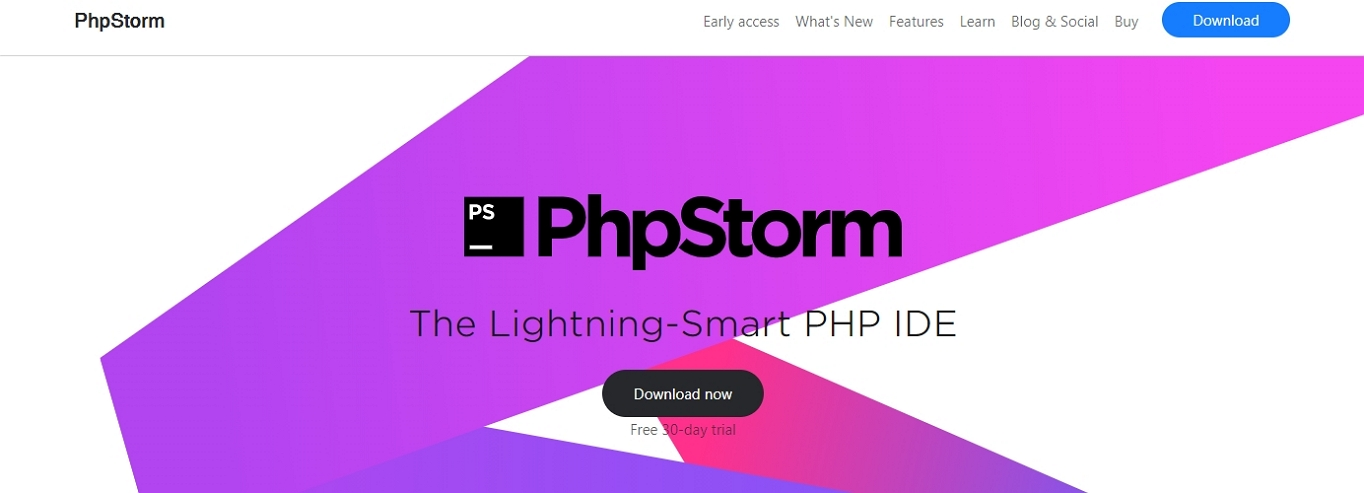 PhpStorm
Early access What's New Features Learn Blog & Social Buy Download
PS
PhpStorm
The Lightning-Smart PHP IDE
Download now
Free 30-day trial